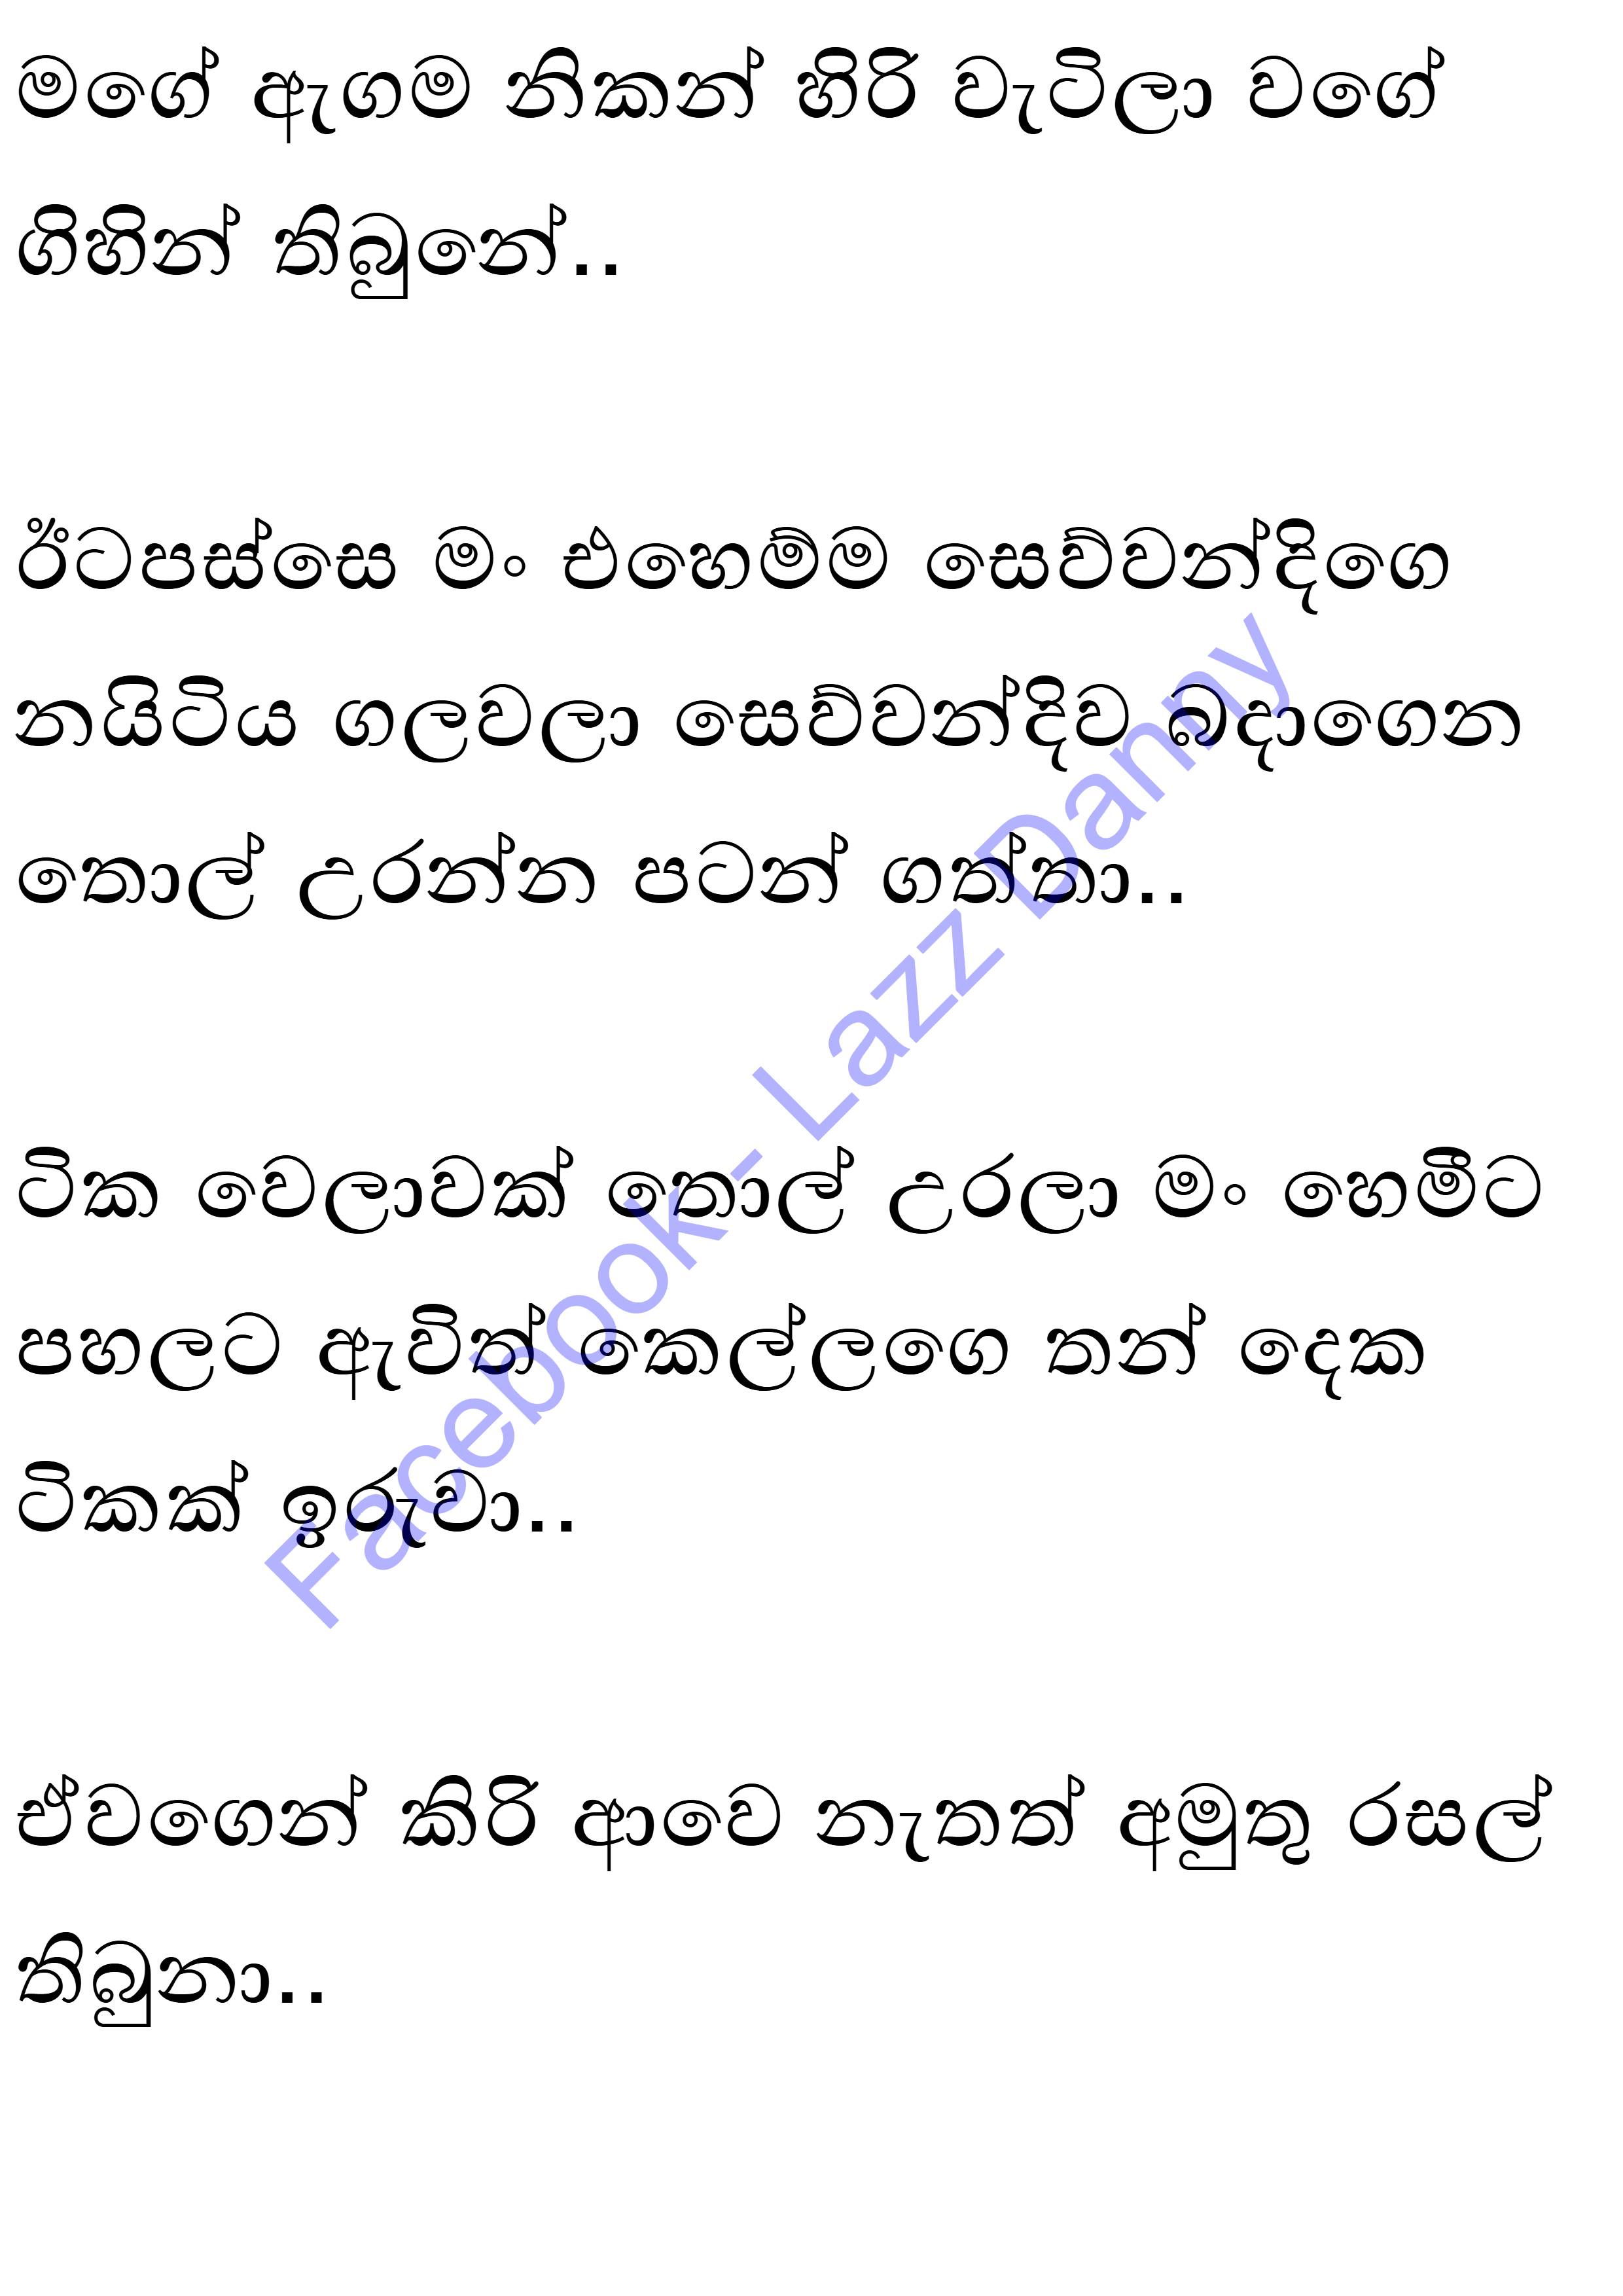 මගේ ඇගම නිකන් හිරි වැටිලා වගේ
ගිහින් තිබුනේ..
ඊටපස්සෙ මං එහෙම්ම සෙව්වන්දිගෙ
නයිටිය ගලවලා සෙව්වන්දිව බදාගෙන
තොල් උරන්න පටන් ගත්තා..
ටික වෙලාවක් තොල් උරලා මං හෙමීට
පහලට ඇවිත් කෙල්ලගෙ තන් දෙක
ටිකක් ඉරුවා..
ඒවගෙන් කිරි ආවෙ නැතත් අමුතු රසල්
තිබුනා..
Facebook- Lazz Danny